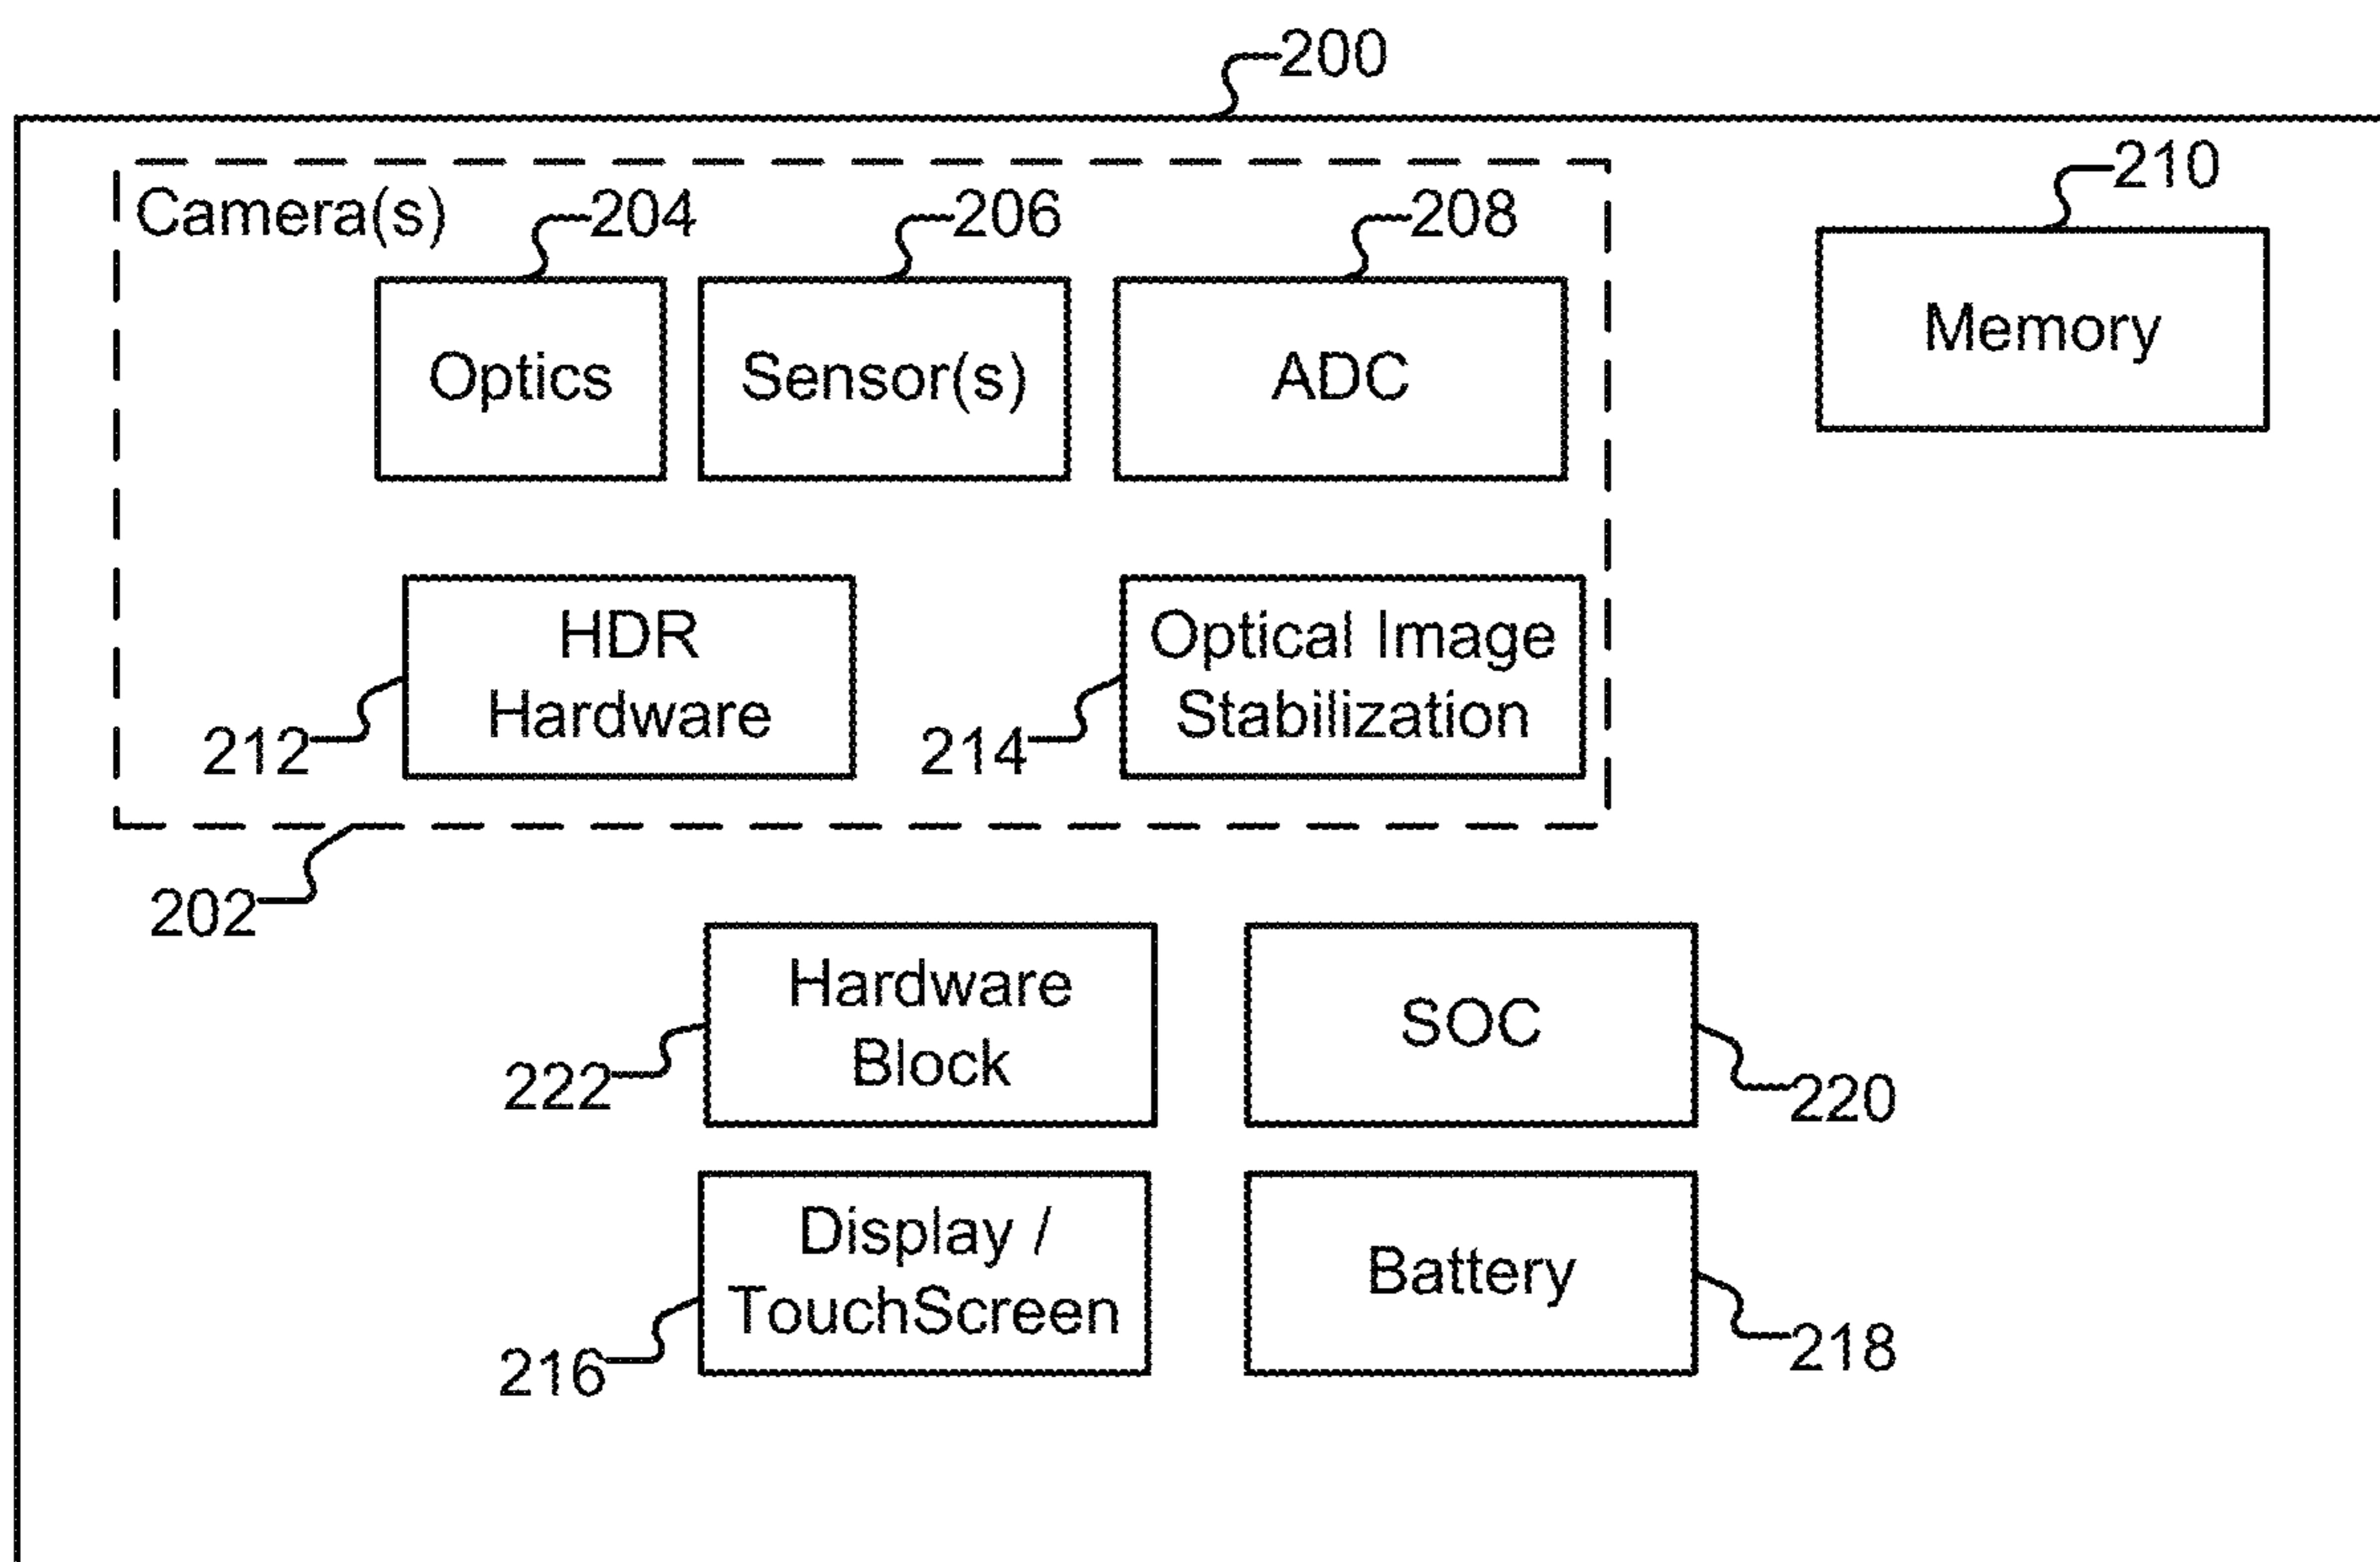 200
210
Camera(s)
204
206
208
Memory
Optics
Sensor(s)
ADC
HDR
Hardware
Optical Image
Stabilization
212
214
202
Hardware
Block
SOC
222
220
Display /
TouchScreen
Battery
216
218